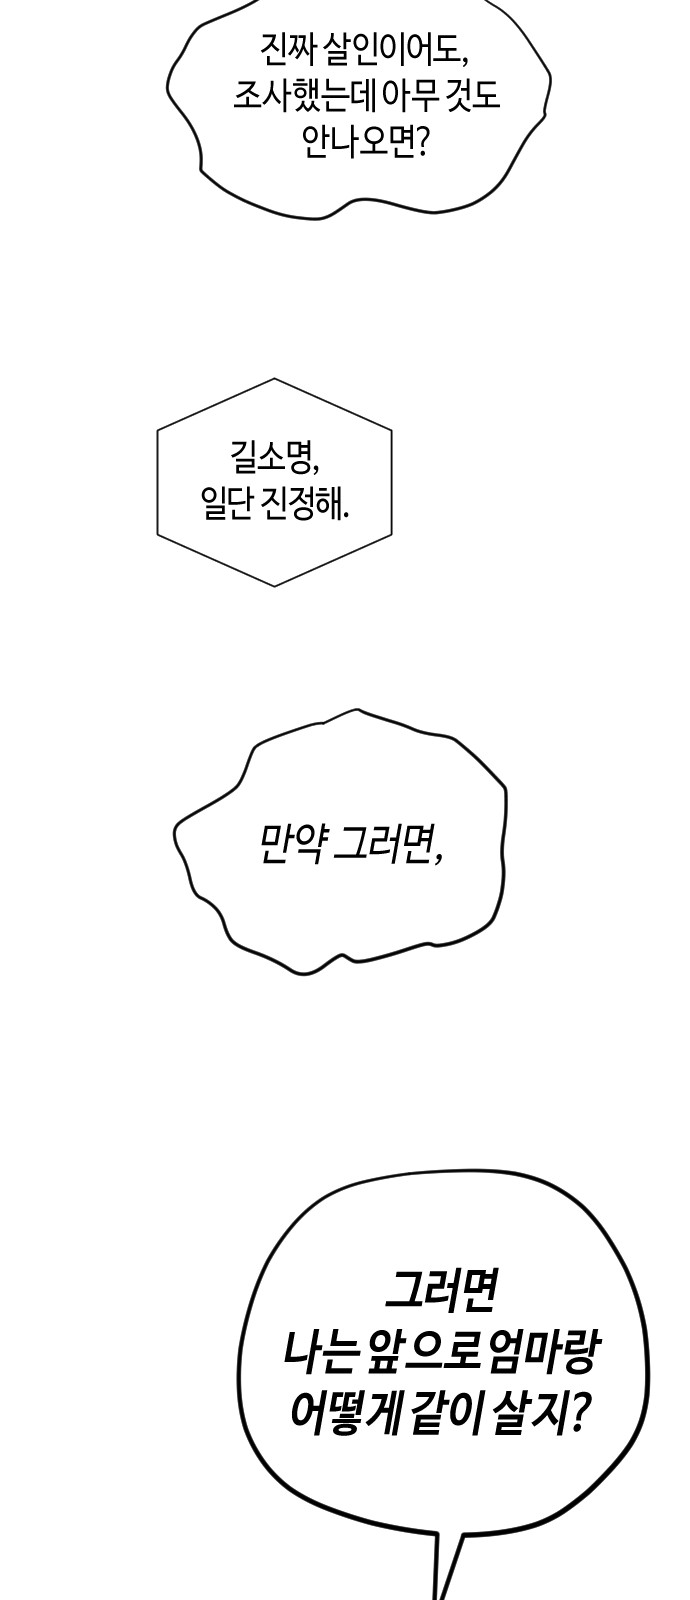 진짜 살인이어도,
조사했는데 아무 것도
안나오면?
길소명,
일단 진정해.
만약 그러면,
그러면
나는 앞으로 엄마랑
어떻게 같이 살지?